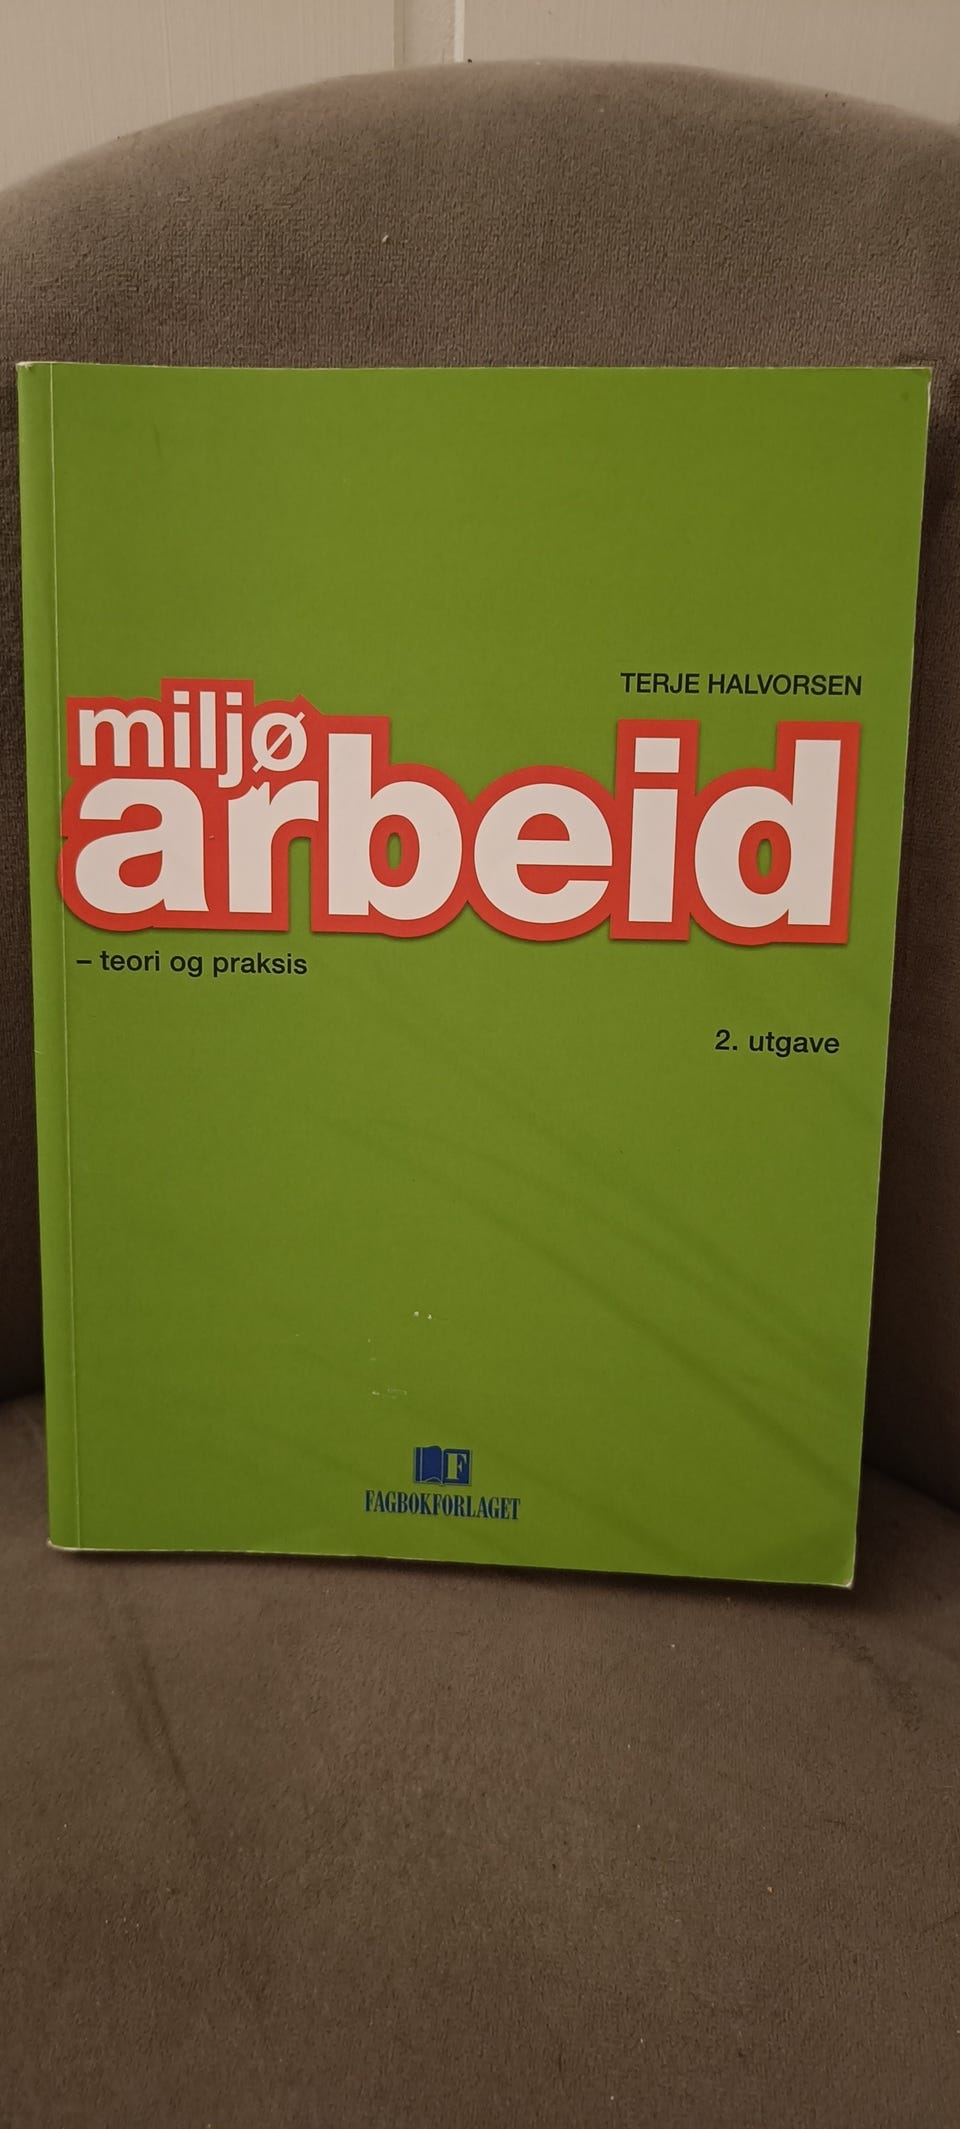 TERJE HALVORSEN
miljø
arbeid
– teori og praksis
2. utgave
F
FAGBOKFORLAGET